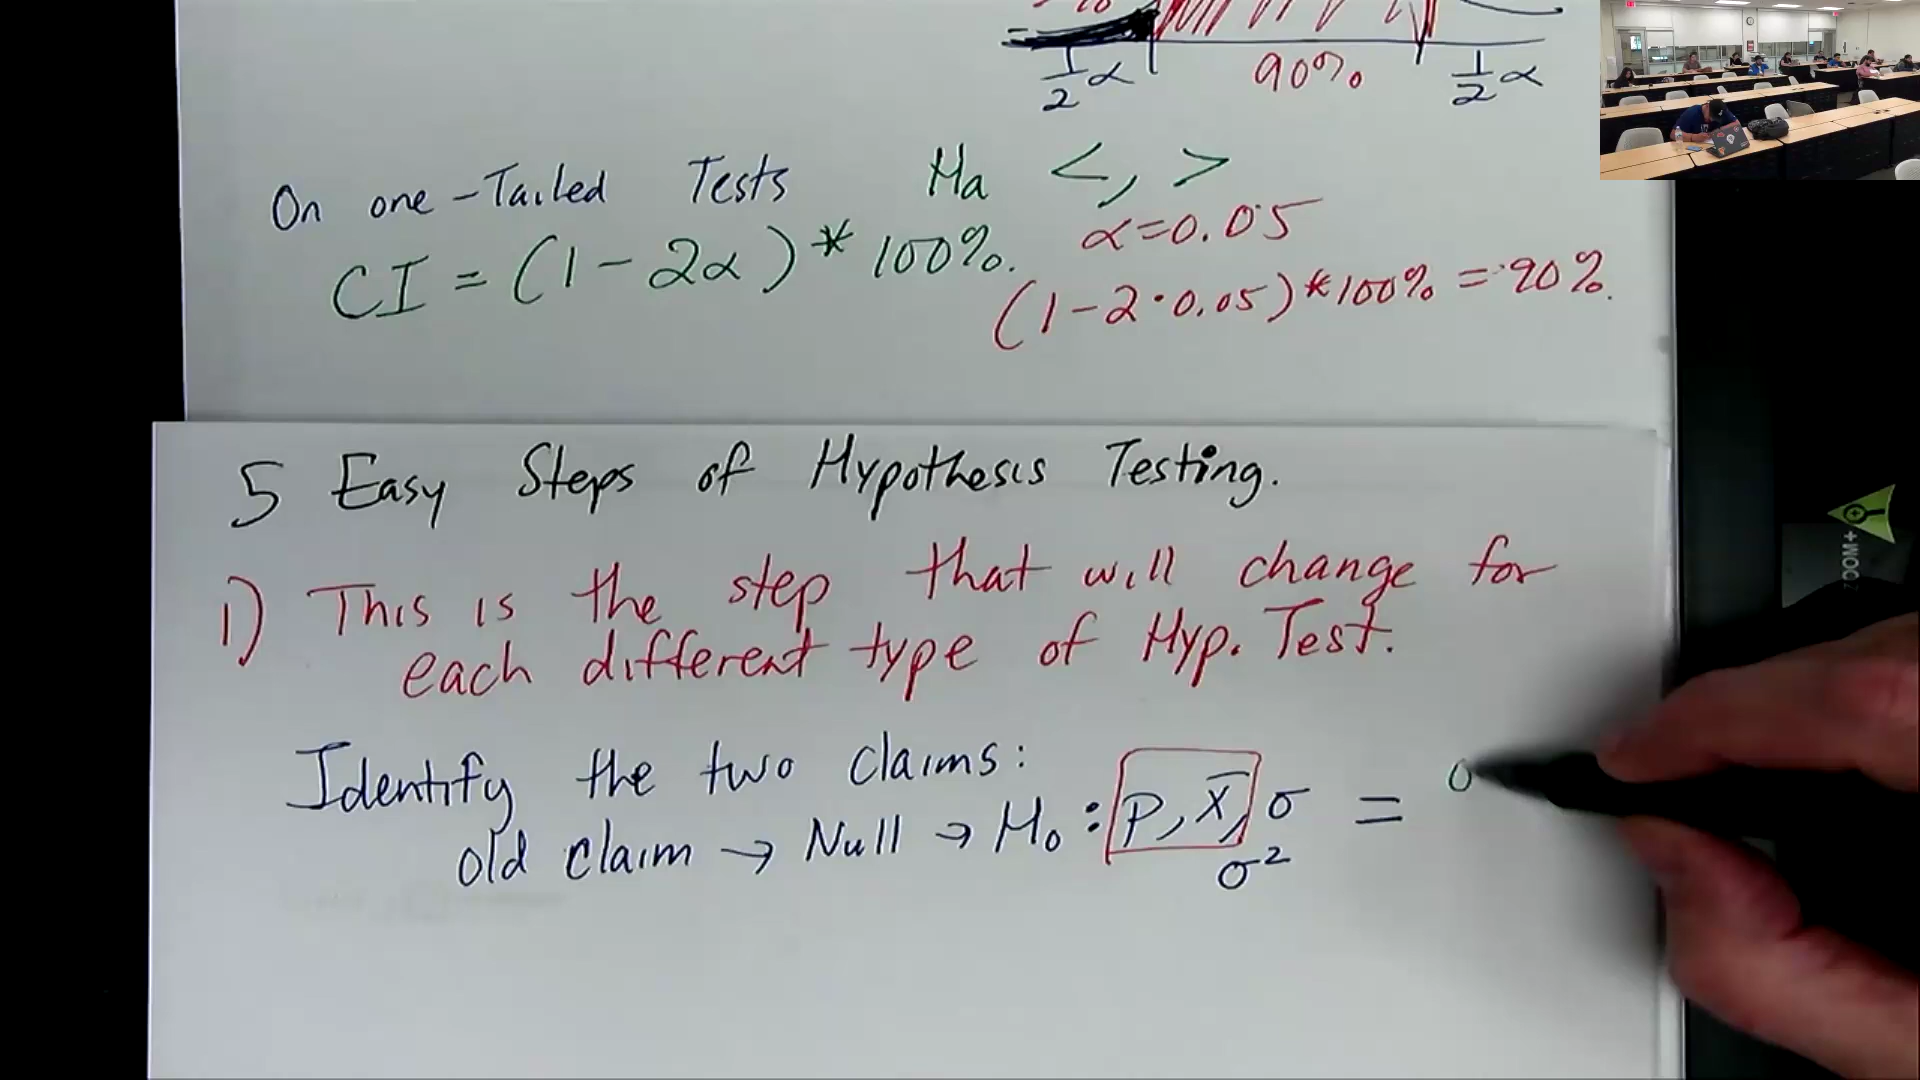 ½α 90% ½α
On one-Tailed Tests Ha <, >
α=0.05
CI = (1-2α)*100%.
(1-2·0.05)*100% = 90%.
5 Easy Steps of Hypothesis Testing.
1) This is the step that will change for
each different type of Hyp. Test.
Identify the two claims:
old claim → Null → Ho : p, x̄, σ = o
σ²
ZOOM+